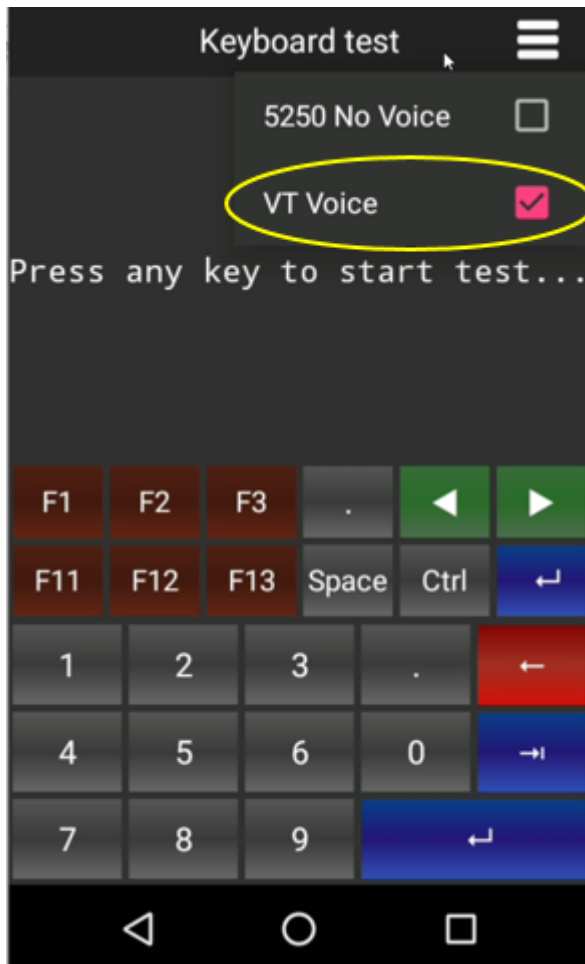 Keyboard test
5250 No Voice
VT Voice
Press any key to start test...
F1 F2 F3 .
F11 F12 F13 Space Ctrl
1 2 3 .
4 5 6 0
7 8 9